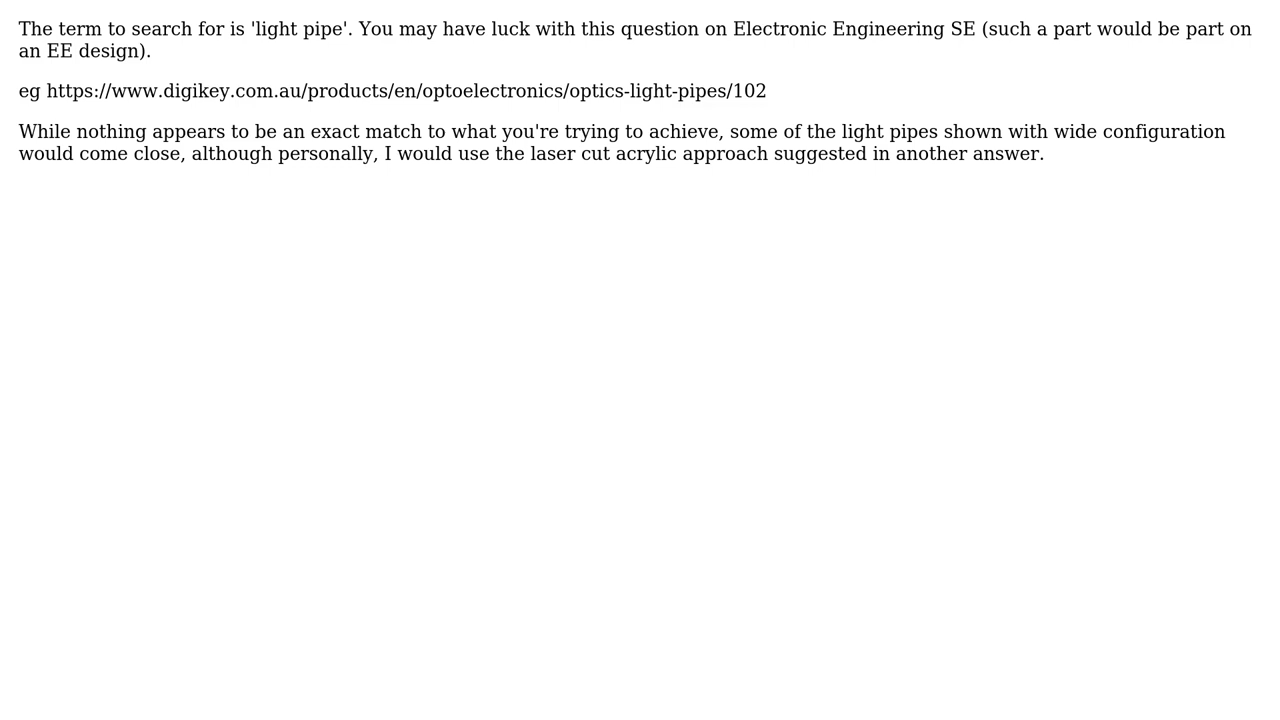 The term to search for is 'light pipe'. You may have luck with this question on Electronic Engineering SE (such a part would be part on
an EE design).
eg https://www.digikey.com.au/products/en/optoelectronics/optics-light-pipes/102
While nothing appears to be an exact match to what you're trying to achieve, some of the light pipes shown with wide configuration
would come close, although personally, I would use the laser cut acrylic approach suggested in another answer.